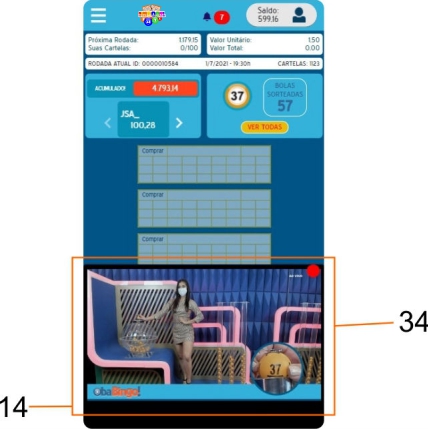 7
Saldo:
599.16
Próxima Rodada: 1.179.15
Suas Cartelas: 0/100
Valor Unitário: 1.50
Valor Total: 0.00
RODADA ATUAL ID: 0000010584 1/7/2021 - 19:30h CARTELAS: 1123
ACUMULADO! 4.793,14
JSA_
100,28
37
BOLAS
SORTEADAS
57
VER TODAS
Comprar
Comprar
Comprar
34
37
ObaBingo!
14